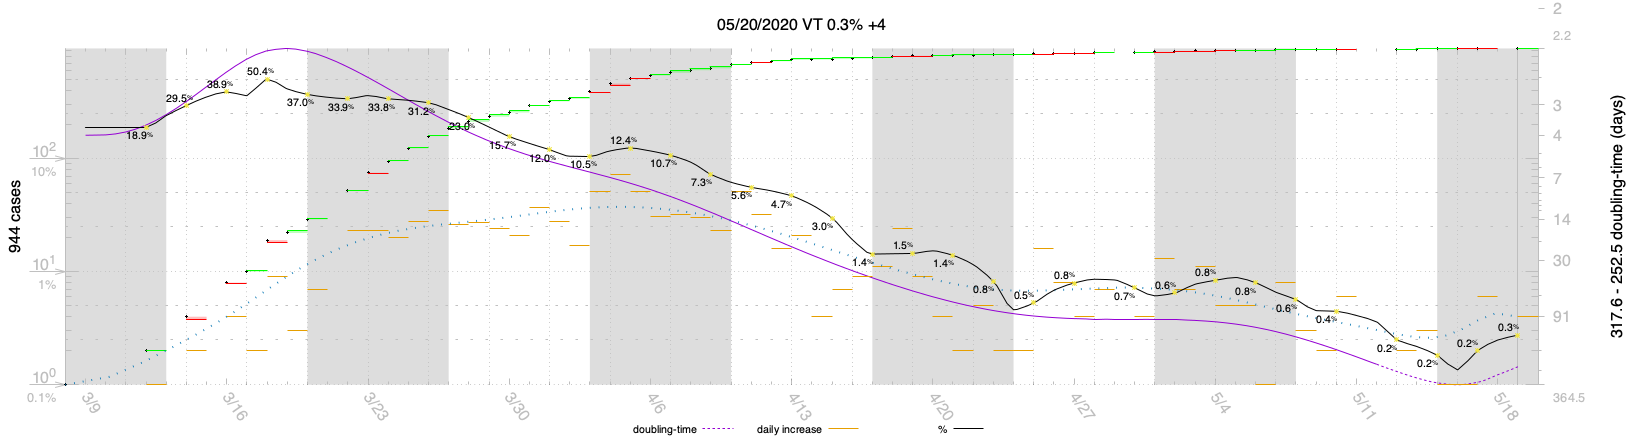 05/20/2020 VT 0.3% +4
944 cases
317.6 - 252.5 doubling-time (days)
10² 10% 10¹ 1% 10⁰ 0.1%
2
2.2
3
4
7
14
30
91
364.5
18.9% 29.5% 38.9% 50.4% 37.0% 33.9% 33.8% 31.2% 23.0% 15.7% 12.0% 10.5% 12.4% 10.7% 7.3% 5.6% 4.7% 3.0% 1.4% 1.5% 1.4% 0.8% 0.5% 0.8% 0.7% 0.6% 0.8% 0.8% 0.6% 0.4% 0.2% 0.2% 0.2% 0.3%
3/9 3/16 3/23 3/30 4/6 4/13 4/20 4/27 5/4 5/11 5/18
doubling-time daily increase %